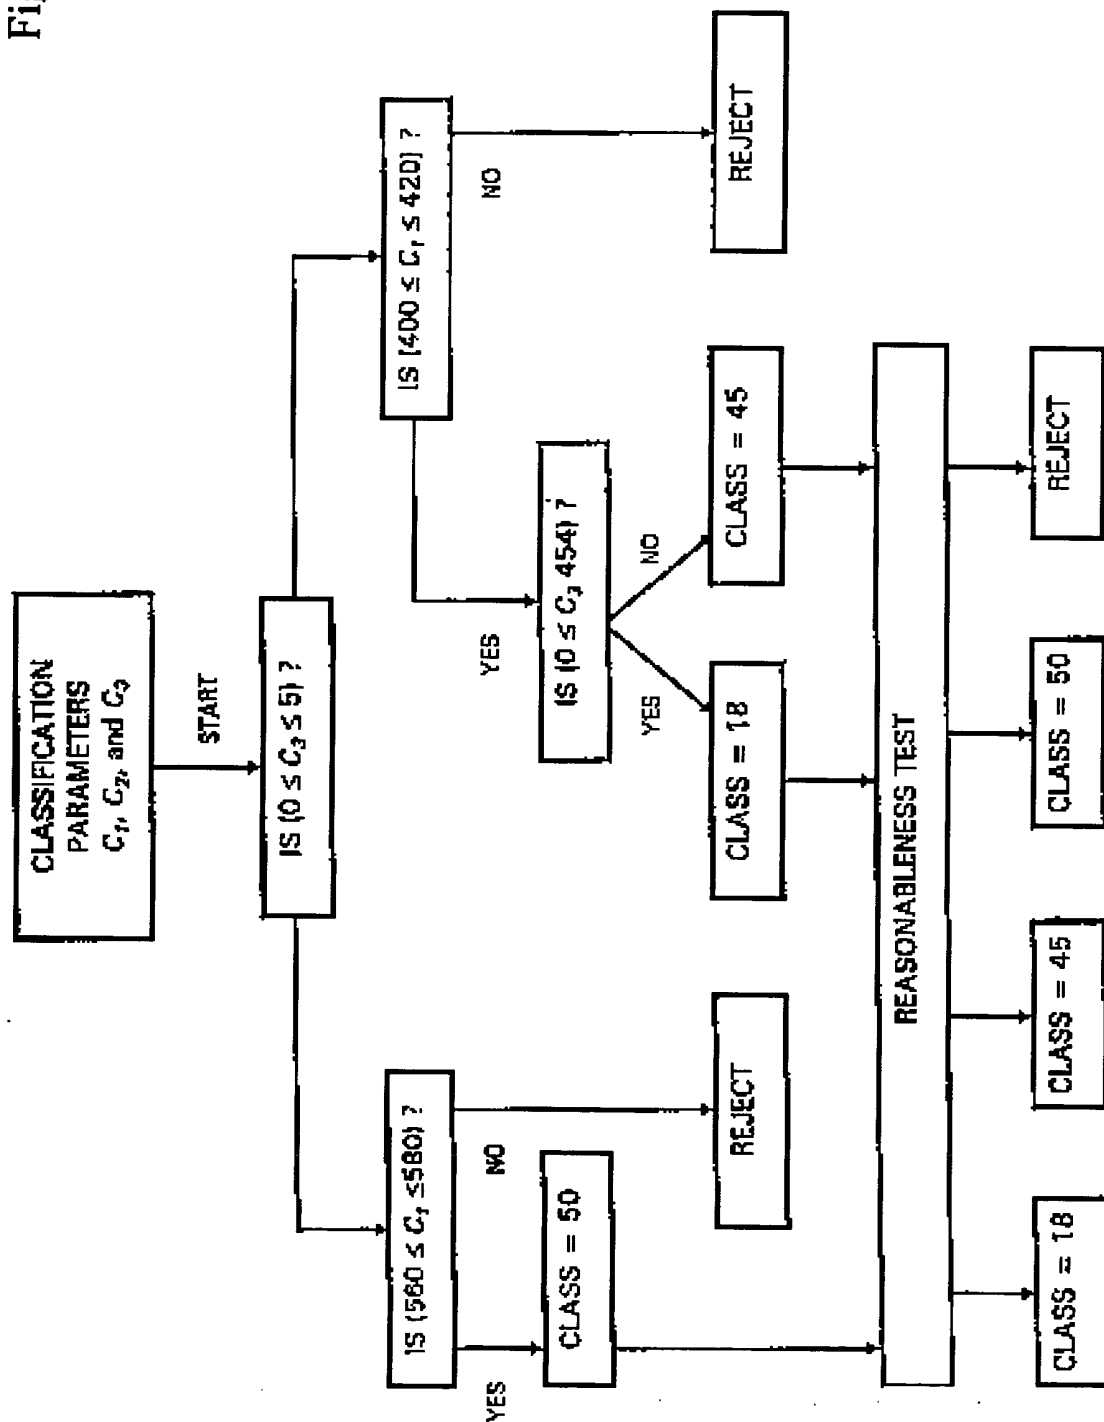 Fi
CLASSIFICATION
PARAMETERS
C₁, C₂, and C₃
START
IS (0 ≤ C₃ ≤ 5) ?
IS (560 ≤ C₁ ≤580) ?
IS (400 ≤ C₁ ≤ 420) ?
YES
NO
YES
NO
CLASS = 50
IS (0 ≤ C₃ 454) ?
YES
NO
REJECT
CLASS = 18
CLASS = 45
REJECT
REASONABLENESS TEST
CLASS = 18
CLASS = 45
CLASS = 50
REJECT